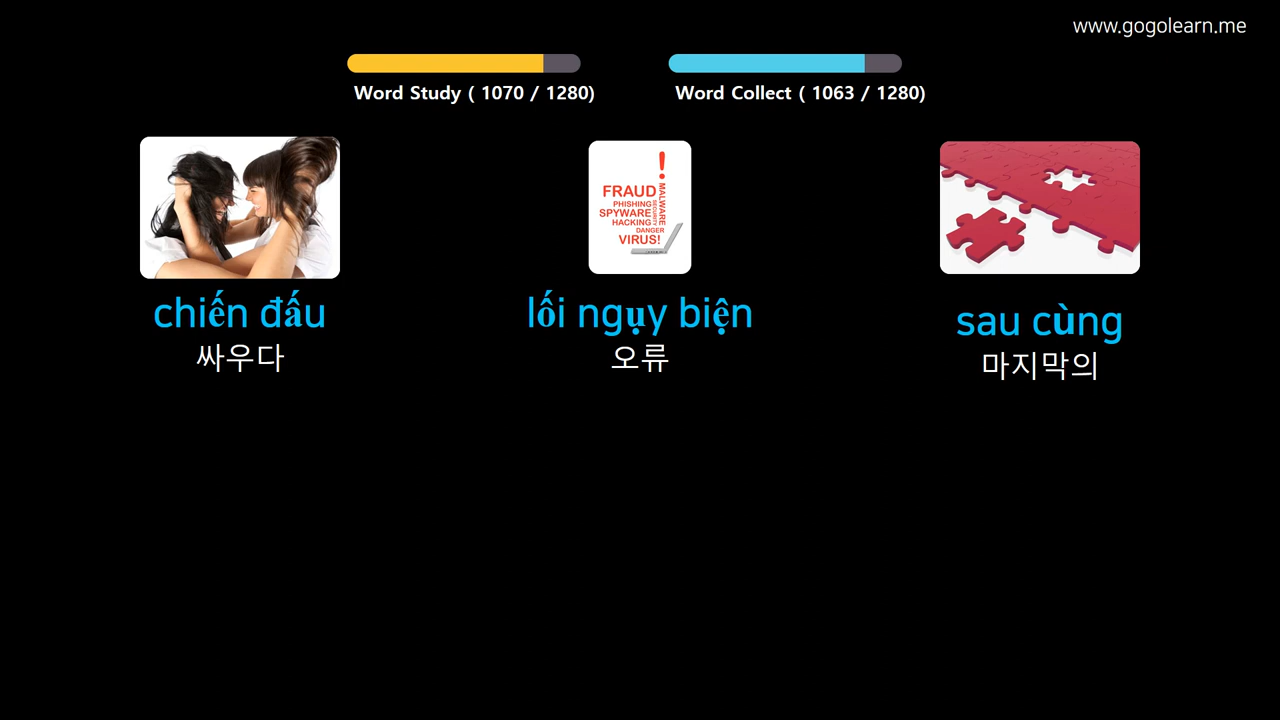 www.gogolearn.me
Word Study ( 1070 / 1280)
Word Collect ( 1063 / 1280)
!
FRAUD
PHISHING
SPYWARE
HACKING
DANGER
VIRUS!
MALWARE
SECURITY
chiến đấu
싸우다
lối ngụy biện
오류
sau cùng
마지막의